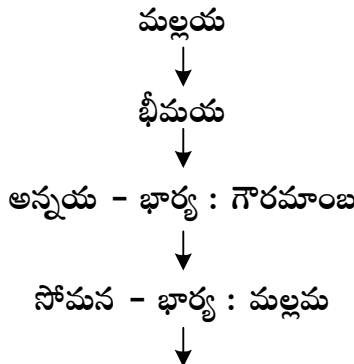 మల్లయ
భీమయ
అన్నయ - భార్య : గౌరమాంబ
సోమన - భార్య : మల్లమ